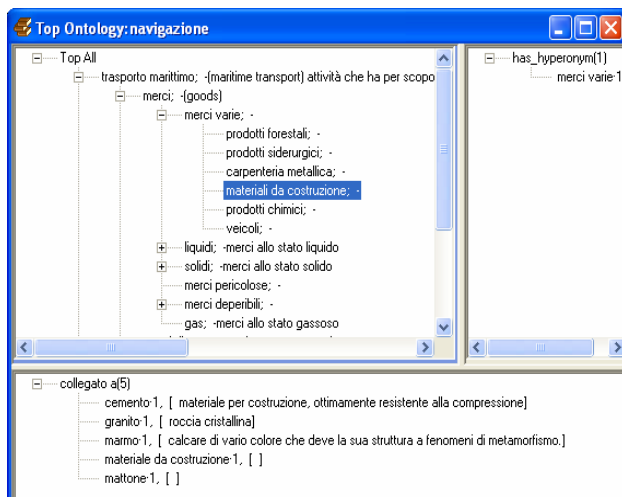 Top Ontology:navigazione
Top All
trasporto marittimo; -(maritime transport) attività che ha per scopo
merci; -(goods)
merci varie; -
prodotti forestali; -
prodotti siderurgici; -
carpenteria metallica; -
materiali da costruzione; -
prodotti chimici; -
veicoli; -
liquidi; -merci allo stato liquido
solidi; -merci allo stato solido
merci pericolose; -
merci deperibili; -
gas; -merci allo stato gassoso
has_hyperonym(1)
merci varie-1
collegato a(5)
cemento-1, [ materiale per costruzione, ottimamente resistente alla compressione]
granito-1, [ roccia cristallina]
marmo-1, [ calcare di vario colore che deve la sua struttura a fenomeni di metamorfismo.]
materiale da costruzione-1, [ ]
mattone-1, [ ]